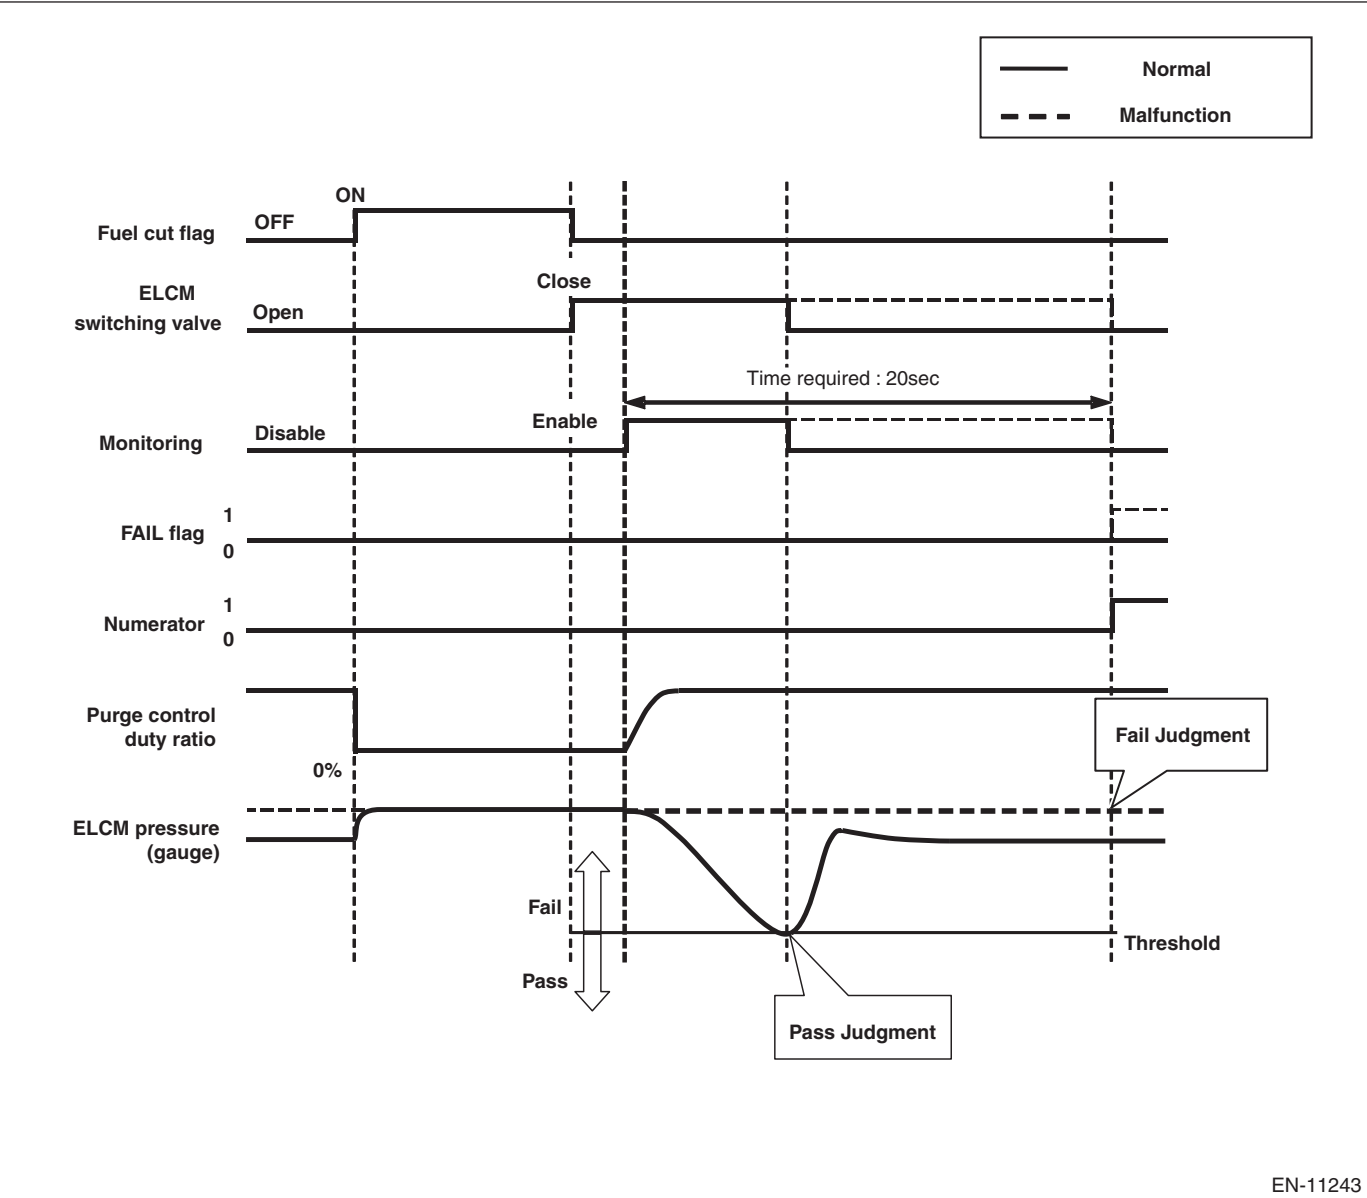 Normal
Malfunction
ON
OFF
Fuel cut flag
Close
ELCM
switching valve
Open
Time required : 20sec
Enable
Disable
Monitoring
1
FAIL flag
0
1
Numerator
0
Purge control
duty ratio
0%
Fail Judgment
ELCM pressure
(gauge)
Fail
Threshold
Pass
Pass Judgment
EN-11243